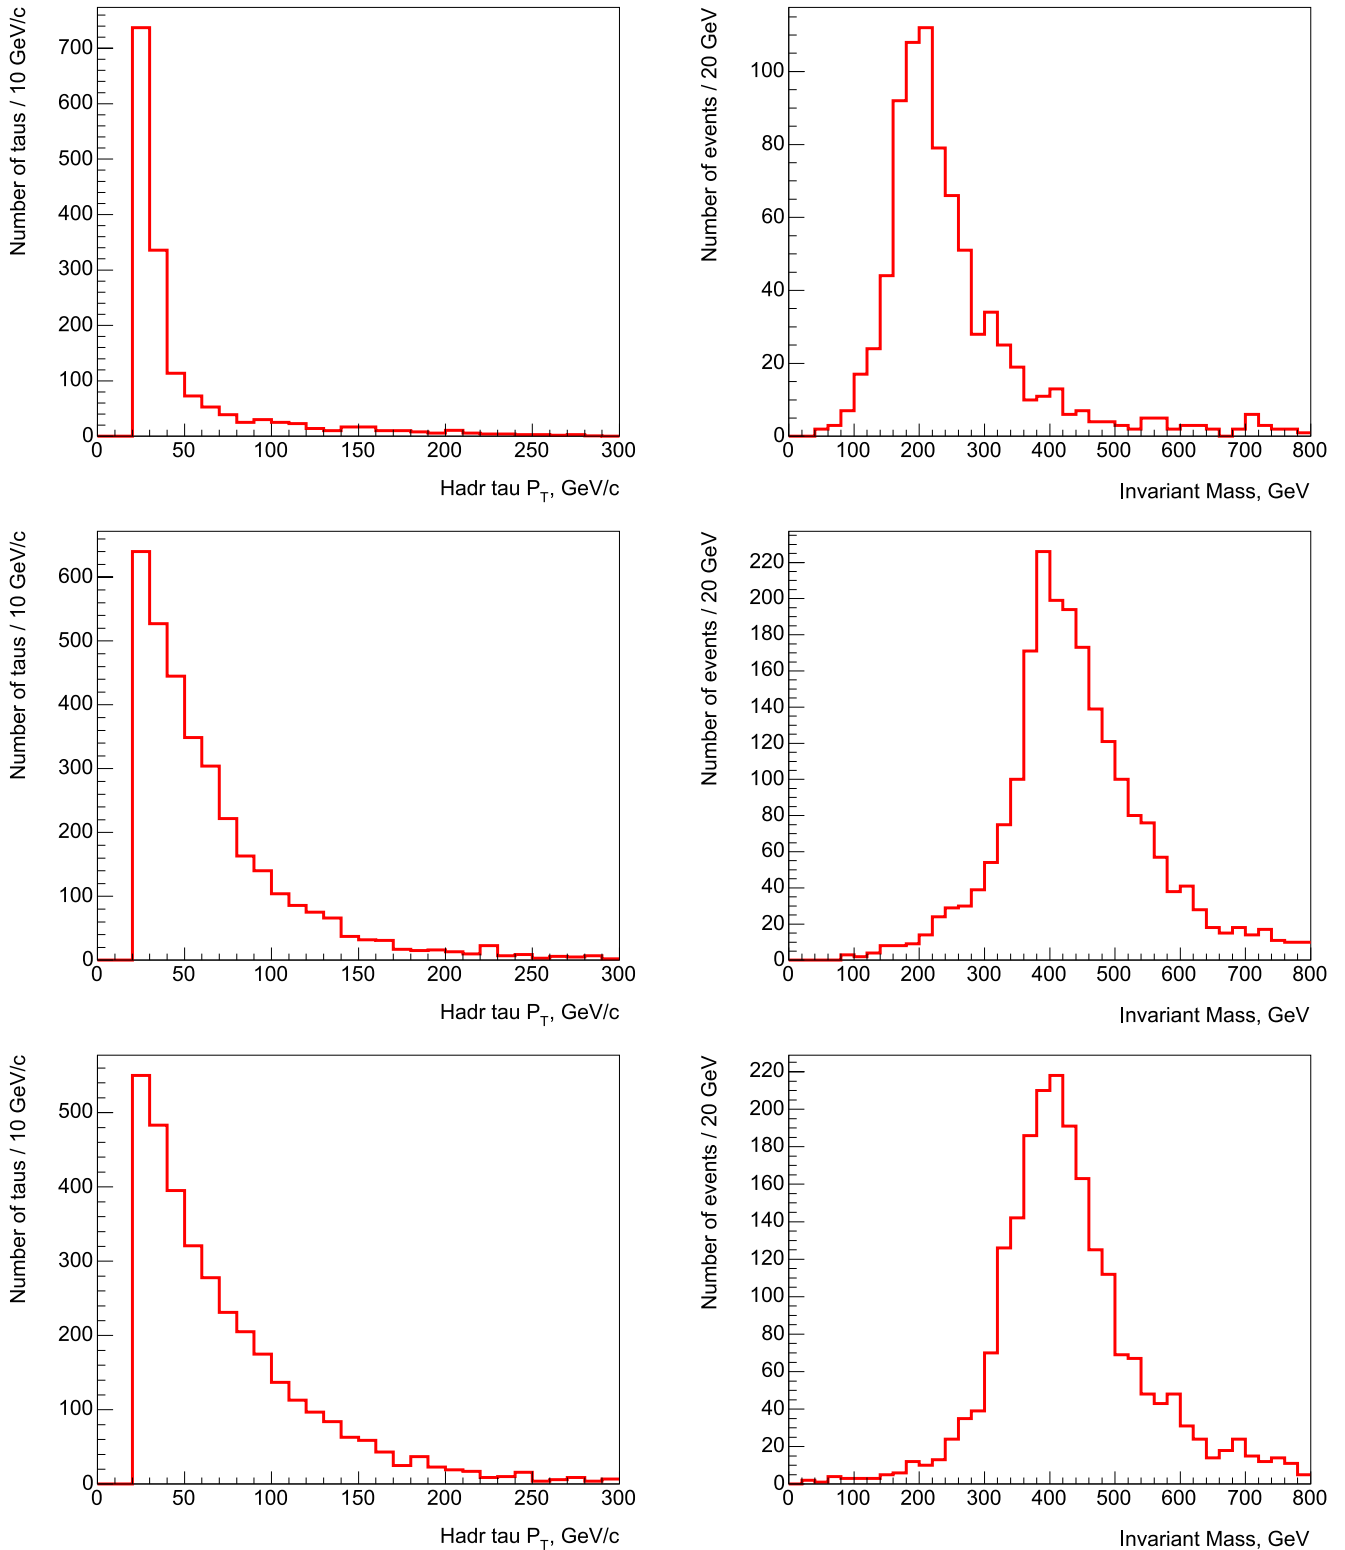 Number of taus / 10 GeV/c
700
600
500
400
300
200
100
0
0 50 100 150 200 250 300
Hadr tau P_T, GeV/c
Number of events / 20 GeV
100
80
60
40
20
0
0 100 200 300 400 500 600 700 800
Invariant Mass, GeV
Number of taus / 10 GeV/c
600
500
400
300
200
100
0
0 50 100 150 200 250 300
Hadr tau P_T, GeV/c
Number of events / 20 GeV
220
200
180
160
140
120
100
80
60
40
20
0
0 100 200 300 400 500 600 700 800
Invariant Mass, GeV
Number of taus / 10 GeV/c
500
400
300
200
100
0
0 50 100 150 200 250 300
Hadr tau P_T, GeV/c
Number of events / 20 GeV
220
200
180
160
140
120
100
80
60
40
20
0
0 100 200 300 400 500 600 700 800
Invariant Mass, GeV